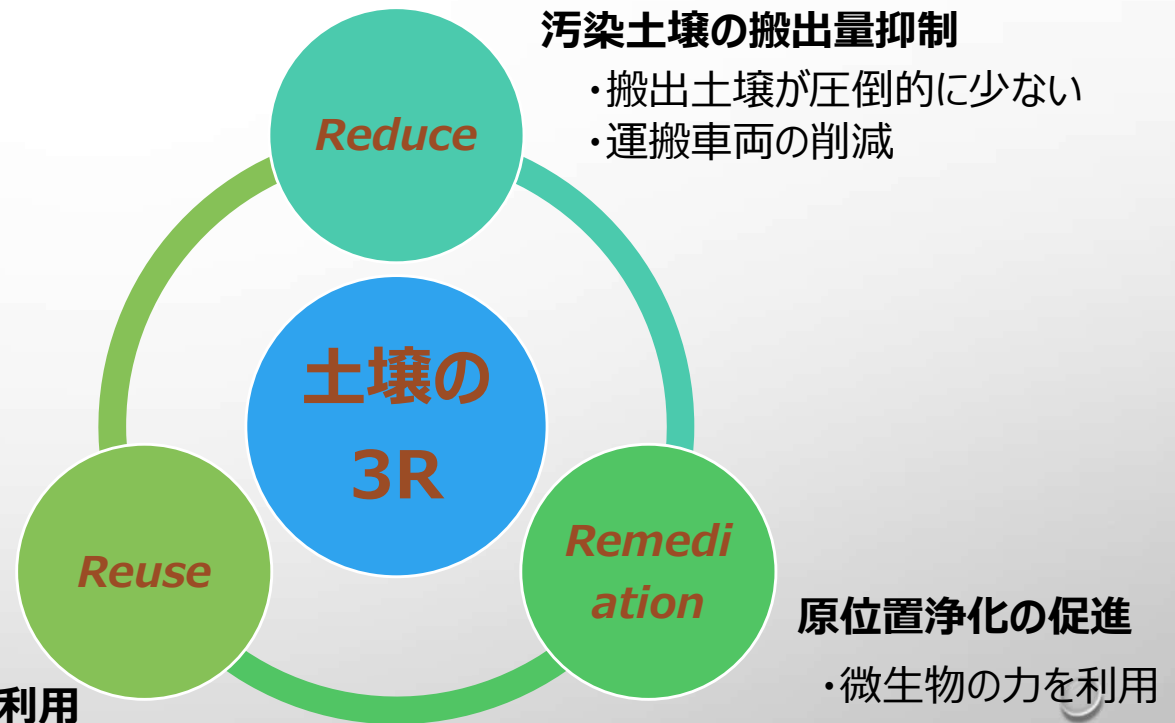 汚染土壌の搬出量抑制
・搬出土壌が圧倒的に少ない
・運搬車両の削減
Reduce
土壌の
3R
Reuse
Remedi
ation
原位置浄化の促進
・微生物の力を利用
利用